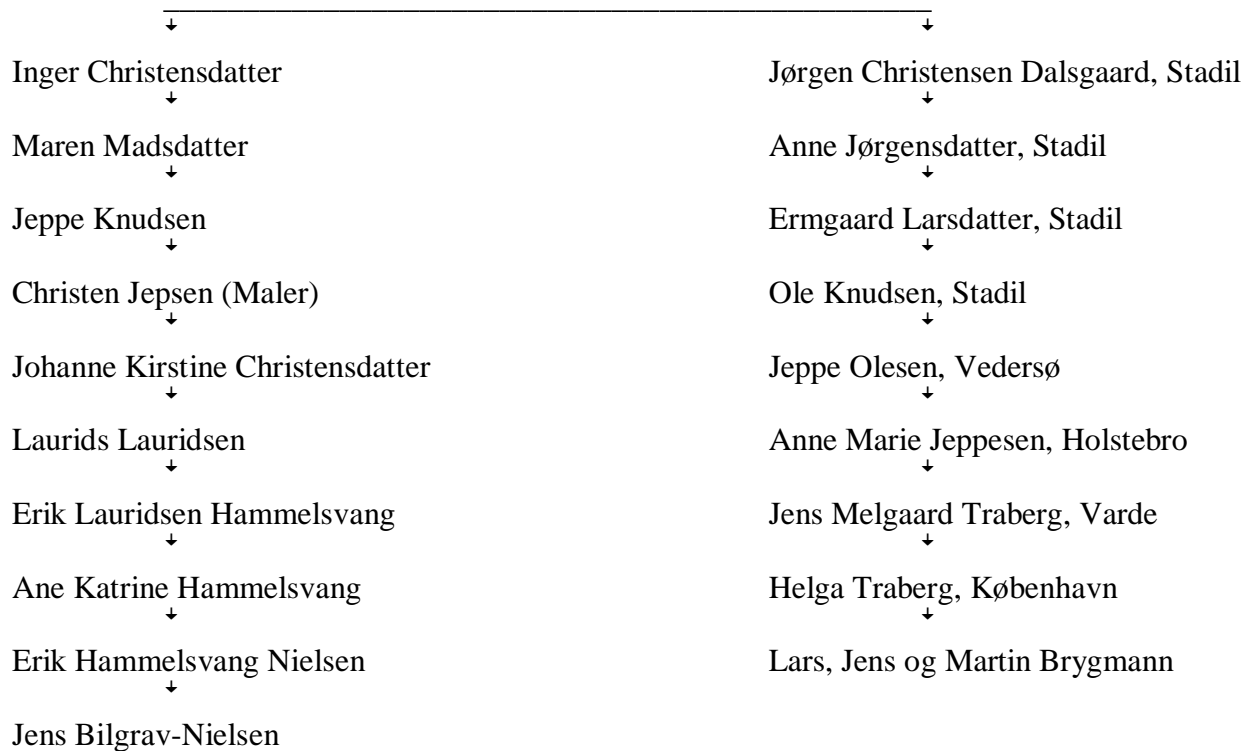 Inger Christensdatter
Jørgen Christensen Dalsgaard, Stadil
Maren Madsdatter
Anne Jørgensdatter, Stadil
Jeppe Knudsen
Ermgaard Larsdatter, Stadil
Christen Jepsen (Maler)
Ole Knudsen, Stadil
Johanne Kirstine Christensdatter
Jeppe Olesen, Vedersø
Laurids Lauridsen
Anne Marie Jeppesen, Holstebro
Erik Lauridsen Hammelsvang
Jens Melgaard Traberg, Varde
Ane Katrine Hammelsvang
Helga Traberg, København
Erik Hammelsvang Nielsen
Lars, Jens og Martin Brygmann
Jens Bilgrav-Nielsen